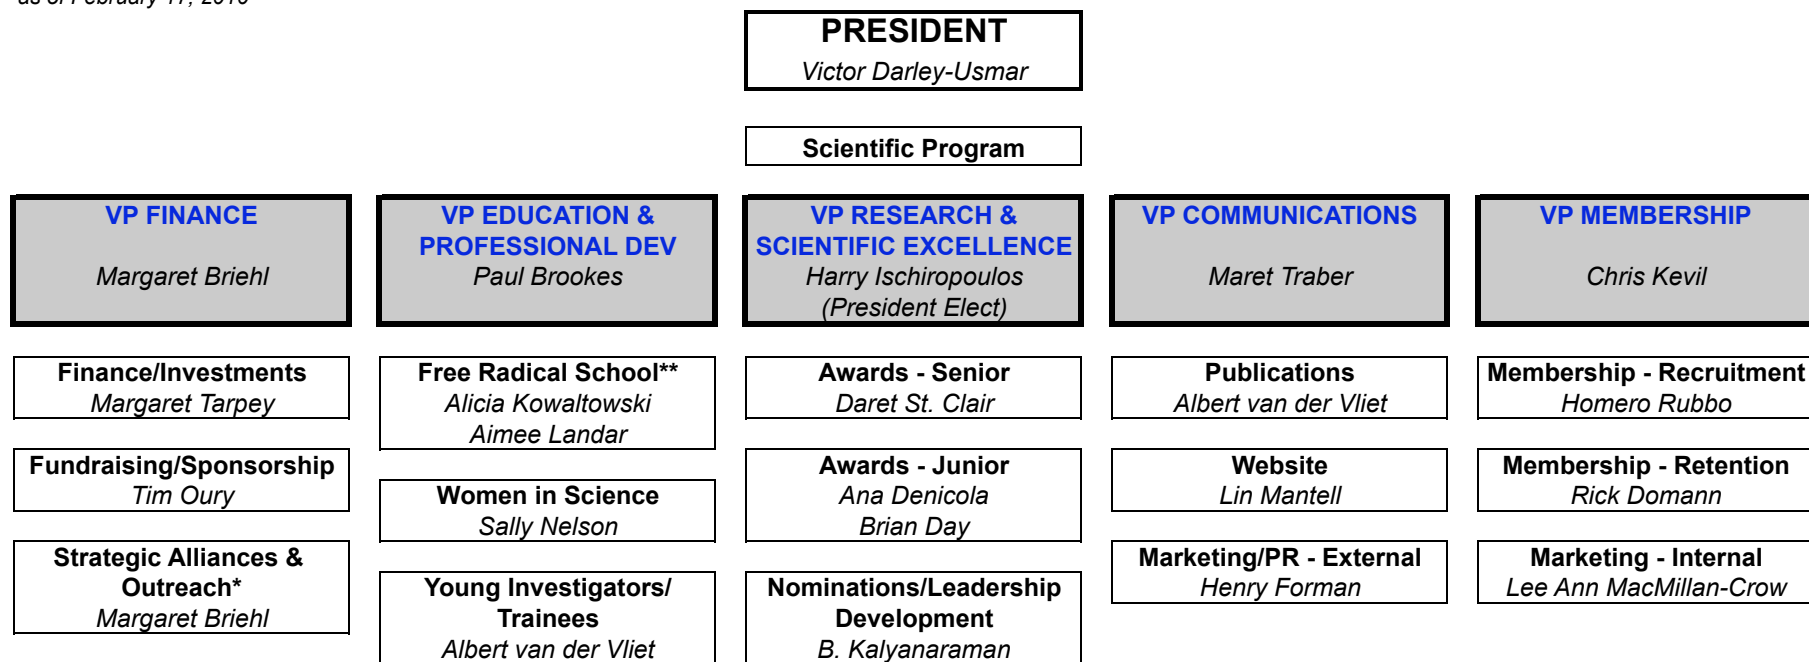 PRESIDENT
Victor Darley-Usmar
Scientific Program
VP FINANCE
Margaret Briehl
VP EDUCATION &
PROFESSIONAL DEV
Paul Brookes
VP RESEARCH &
SCIENTIFIC EXCELLENCE
Harry Ischiropoulos
(President Elect)
VP COMMUNICATIONS
Maret Traber
VP MEMBERSHIP
Chris Kevil
Finance/Investments
Margaret Tarpey
Fundraising/Sponsorship
Tim Oury
Strategic Alliances &
Outreach*
Margaret Briehl
Free Radical School**
Alicia Kowaltowski
Aimee Landar
Women in Science
Sally Nelson
Young Investigators/
Trainees
Albert van der Vliet
Awards - Senior
Daret St. Clair
Awards - Junior
Ana Denicola
Brian Day
Nominations/Leadership
Development
B. Kalyanaraman
Publications
Albert van der Vliet
Website
Lin Mantell
Marketing/PR - External
Henry Forman
Membership - Recruitment
Homero Rubbo
Membership - Retention
Rick Domann
Marketing - Internal
Lee Ann MacMillan-Crow